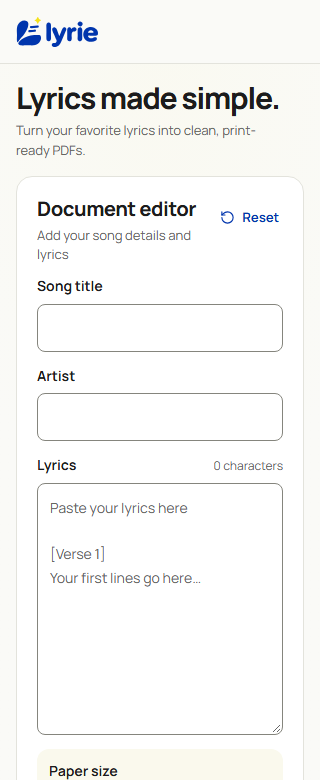 lyrie
Lyrics made simple.
Turn your favorite lyrics into clean, print-
ready PDFs.
Document editor
Reset
Add your song details and
lyrics
Song title
Artist
Lyrics
0 characters
Paste your lyrics here
[Verse 1]
Your first lines go here...
Paper size